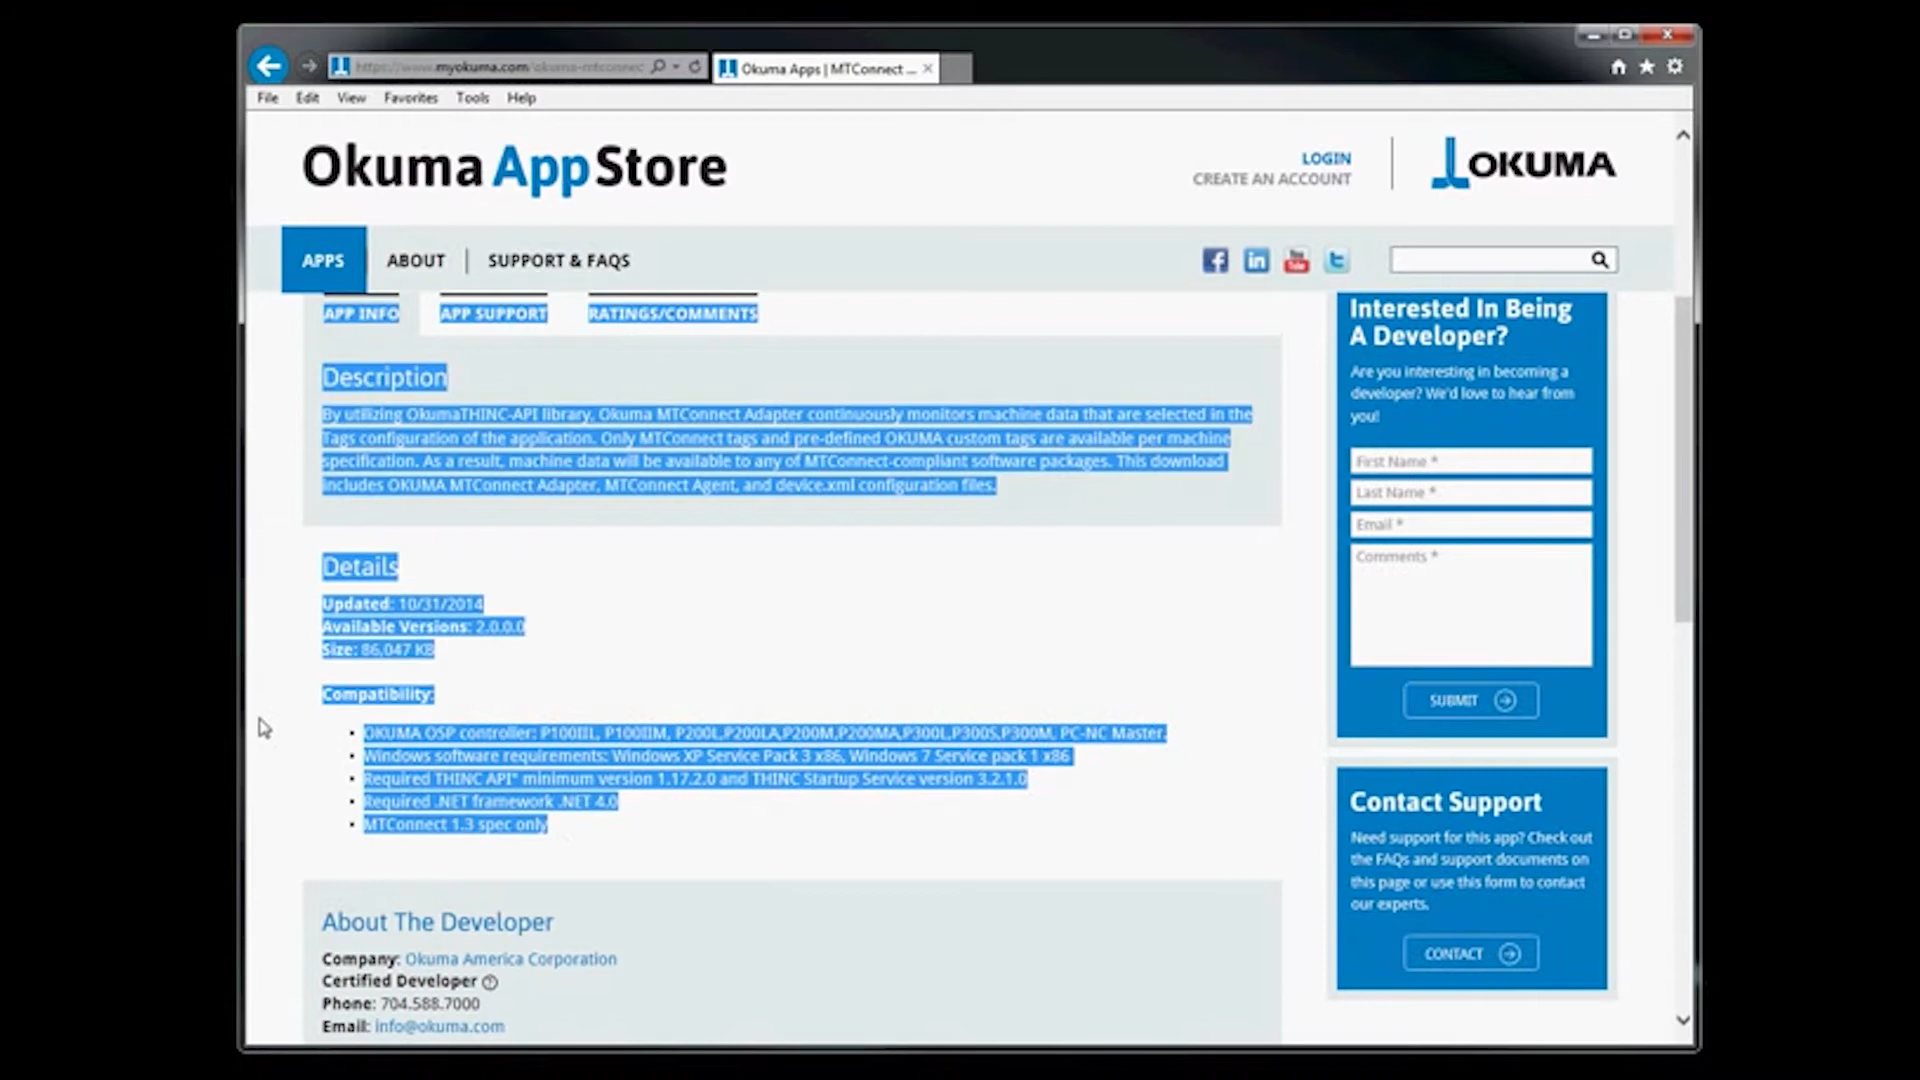 https://www.myokuma.com/okuma-mtconnec
Okuma Apps | MTConnect ...
File Edit View Favorites Tools Help
Okuma App Store
LOGIN
CREATE AN ACCOUNT
OKUMA
APPS
ABOUT
SUPPORT & FAQS
APP INFO
APP SUPPORT
RATINGS/COMMENTS
Description
By utilizing OkumaTHINC-API library, Okuma MTConnect Adapter continuously monitors machine data that are selected in the
Tags configuration of the application. Only MTConnect tags and pre-defined OKUMA custom tags are available per machine
specification. As a result, machine data will be available to any of MTConnect-compliant software packages. This download
includes OKUMA MTConnect Adapter, MTConnect Agent, and device.xml configuration files.
Details
Updated: 10/31/2014
Available Versions: 2.0.0.0
Size: 86,047 KB
Compatibility:
OKUMA OSP controller: P100IIL, P100IIM, P200L,P200LA,P200M,P200MA,P300L,P300S,P300M, PC-NC Master.
Windows software requirements: Windows XP Service Pack 3 x86, Windows 7 Service pack 1 x86
Required THINC API* minimum version 1.17.2.0 and THINC Startup Service version 3.2.1.0
Required .NET framework .NET 4.0
MTConnect 1.3 spec only
About The Developer
Company: Okuma America Corporation
Certified Developer ?
Phone: 704.588.7000
Email: info@okuma.com
Interested In Being
A Developer?
Are you interesting in becoming a
developer? We'd love to hear from
you!
First Name *
Last Name *
Email *
Comments *
SUBMIT
Contact Support
Need support for this app? Check out
the FAQs and support documents on
this page or use this form to contact
our experts.
CONTACT